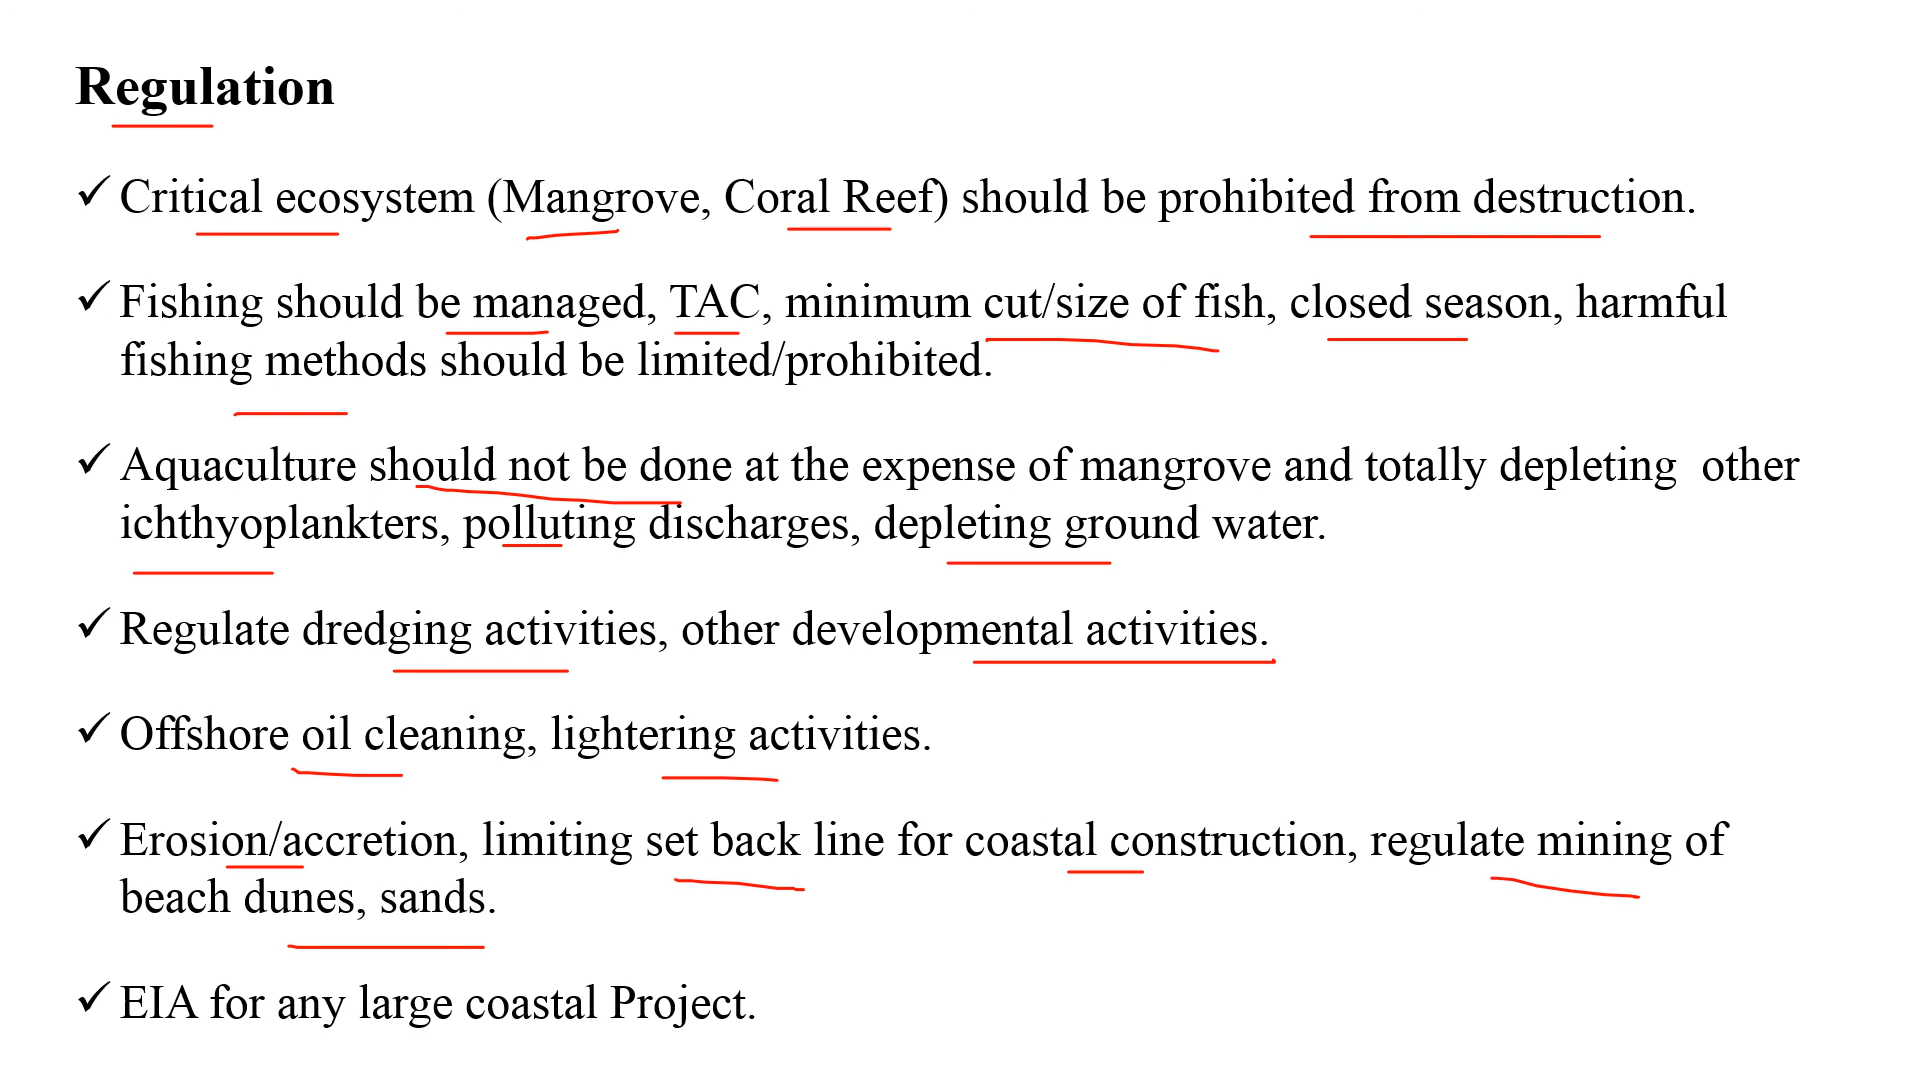 Regulation
✓ Critical ecosystem (Mangrove, Coral Reef) should be prohibited from destruction.
✓ Fishing should be managed, TAC, minimum cut/size of fish, closed season, harmful
fishing methods should be limited/prohibited.
✓ Aquaculture should not be done at the expense of mangrove and totally depleting other
ichthyoplankters, polluting discharges, depleting ground water.
✓ Regulate dredging activities, other developmental activities.
✓ Offshore oil cleaning, lightering activities.
✓ Erosion/accretion, limiting set back line for coastal construction, regulate mining of
beach dunes, sands.
✓ EIA for any large coastal Project.